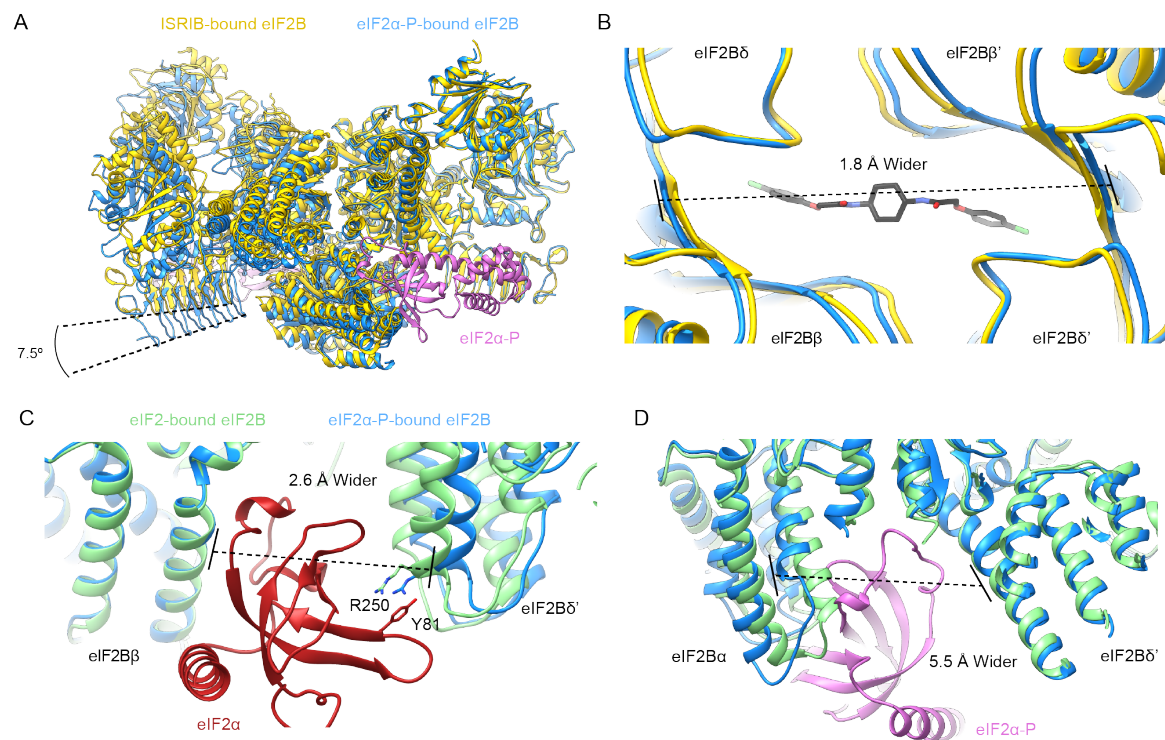 A
ISRIB-bound eIF2B
eIF2α-P-bound eIF2B
7.5º
eIF2α-P
B
eIF2Bδ
eIF2Bβ’
1.8 Å Wider
eIF2Bβ
eIF2Bδ’
C
eIF2-bound eIF2B
eIF2α-P-bound eIF2B
2.6 Å Wider
R250
Y81
eIF2Bδ’
eIF2Bβ
eIF2α
D
eIF2Bα
5.5 Å Wider
eIF2Bδ’
eIF2α-P